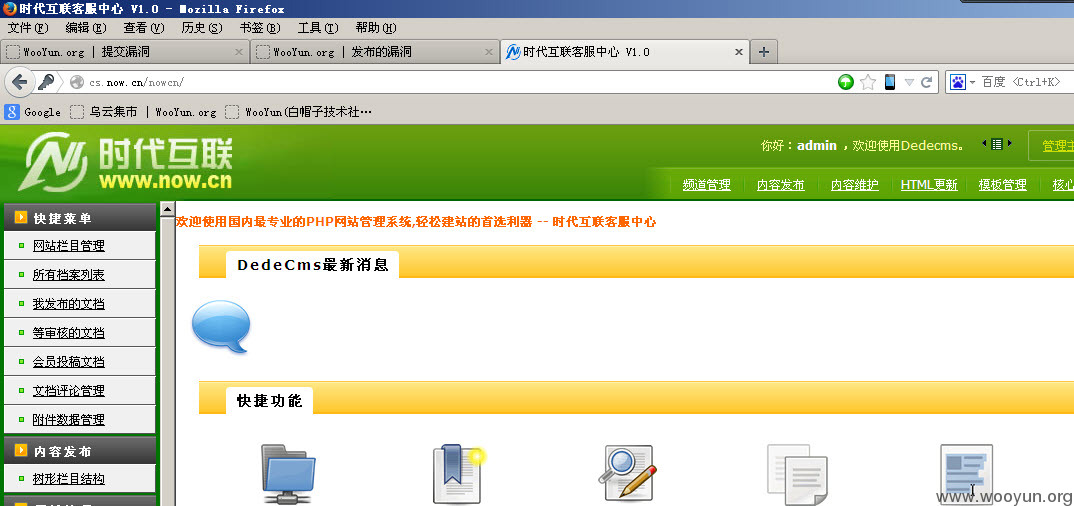 时代互联客服中心 V1.0 - Mozilla Firefox
文件(F) 编辑(E) 查看(V) 历史(S) 书签(B) 工具(T) 帮助(H)
WooYun.org | 提交漏洞 × WooYun.org | 发布的漏洞 × 时代互联客服中心 V1.0 × +
cs.now.cn/nowcn/ 百度 <Ctrl+K>
Google 乌云集市 | WooYun.org WooYun(白帽子技术社…
时代互联
www.now.cn
你好：admin ，欢迎使用Dedecms。 管理主
频道管理 内容发布 内容维护 HTML更新 模板管理 核心
快捷菜单
网站栏目管理
所有档案列表
我发布的文档
等审核的文档
会员投稿文档
文档评论管理
附件数据管理
内容发布
树形栏目结构
欢迎使用国内最专业的PHP网站管理系统,轻松建站的首选利器 -- 时代互联客服中心
DedeCms最新消息
快捷功能
www.wooyun.org